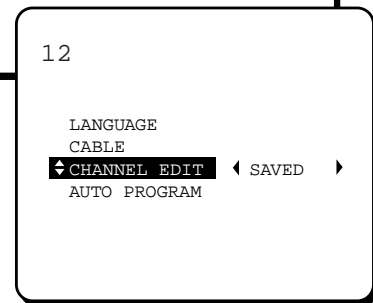 12
LANGUAGE
CABLE
CHANNEL EDIT SAVED
AUTO PROGRAM